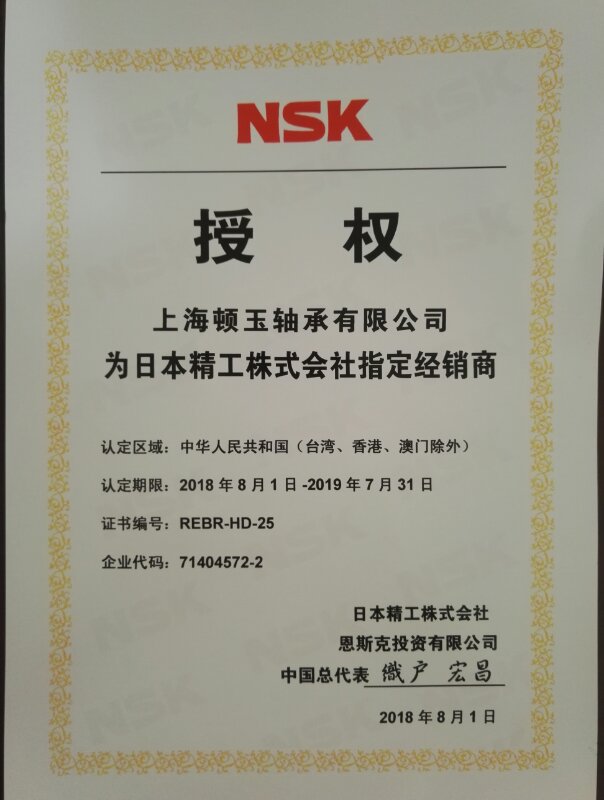 NSK
授 权
上海顿玉轴承有限公司
为日本精工株式会社指定经销商
认定区域：中华人民共和国（台湾、香港、澳门除外）
认定期限：2018 年 8 月 1 日 -2019 年 7 月 31 日
证书编号：REBR-HD-25
企业代码：71404572-2
日本精工株式会社
恩斯克投资有限公司
中国总代表 織户 宏昌
2018 年 8 月 1 日